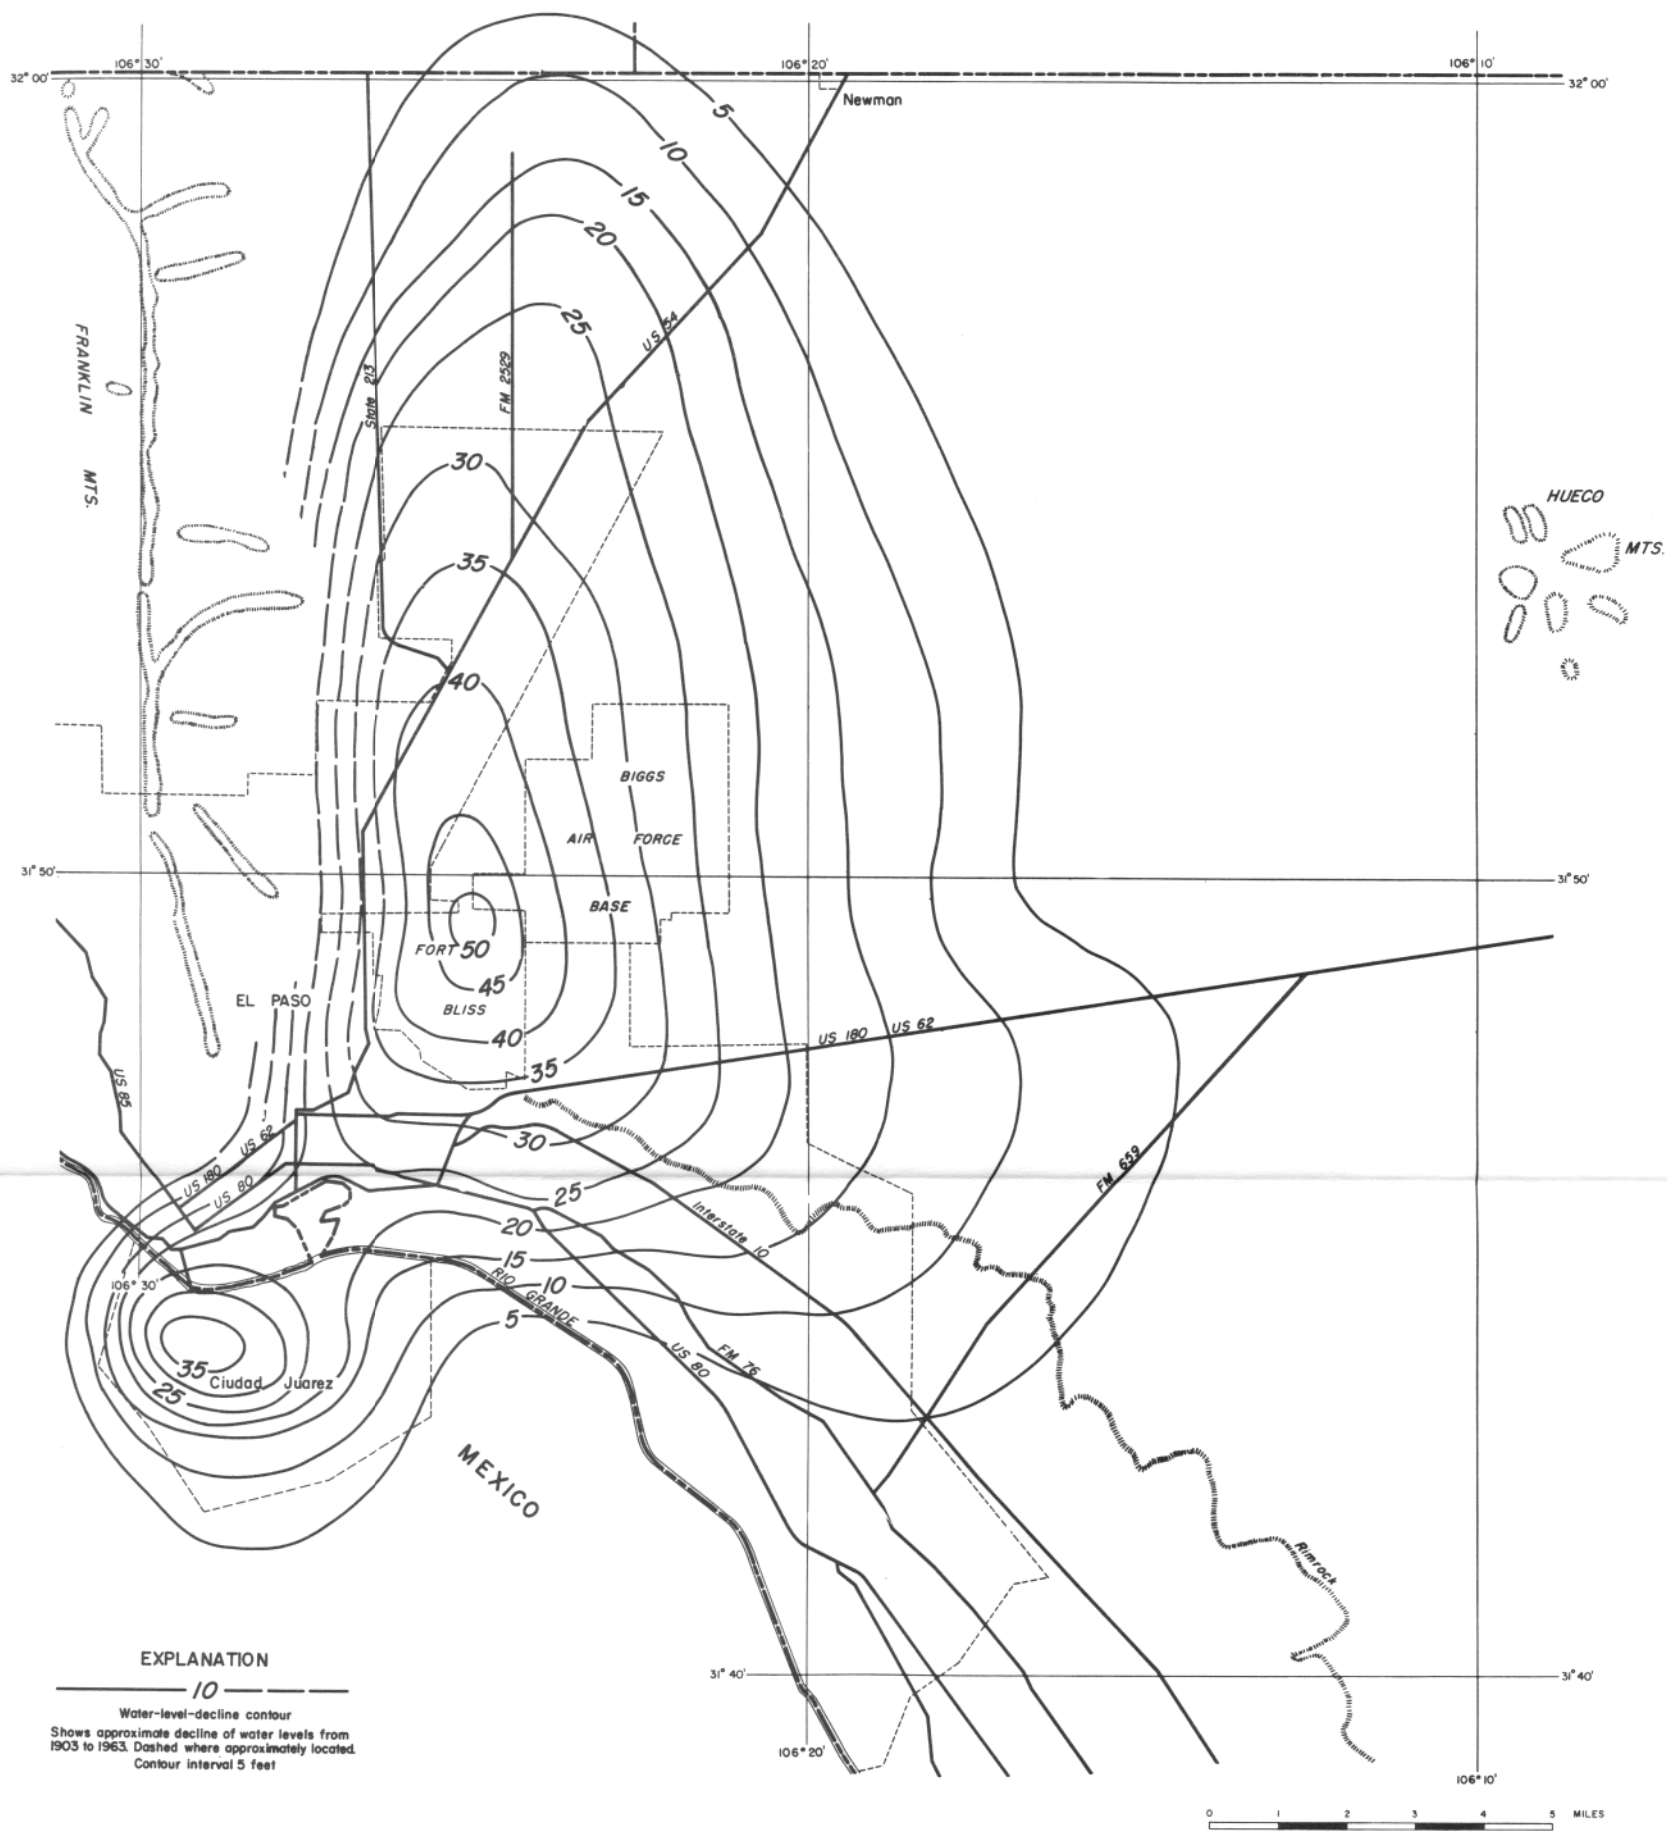 106° 30'
106° 20'
106° 10'
32° 00'
32° 00'
Newman
5
10
15
20
25
US 54
FRANKLIN
MTS.
State 213
FM 2529
30
HUECO
MTS.
35
40
BIGGS
AIR FORCE
31° 50'
31° 50'
BASE
FORT 50
45
EL PASO
BLISS
40
US 180 US 62
35
US 85
US 62
30
FM 659
US 180
US 80
25
Interstate 10
20
15
RIO
GRANDE
10
106° 30'
5
US 80
FM 76
35
Ciudad Juarez
25
MEXICO
Rimrock
31° 40'
31° 40'
EXPLANATION
10
Water-level-decline contour
Shows approximate decline of water levels from
1903 to 1963. Dashed where approximately located.
Contour interval 5 feet
106° 20'
106° 10'
0 1 2 3 4 5 MILES